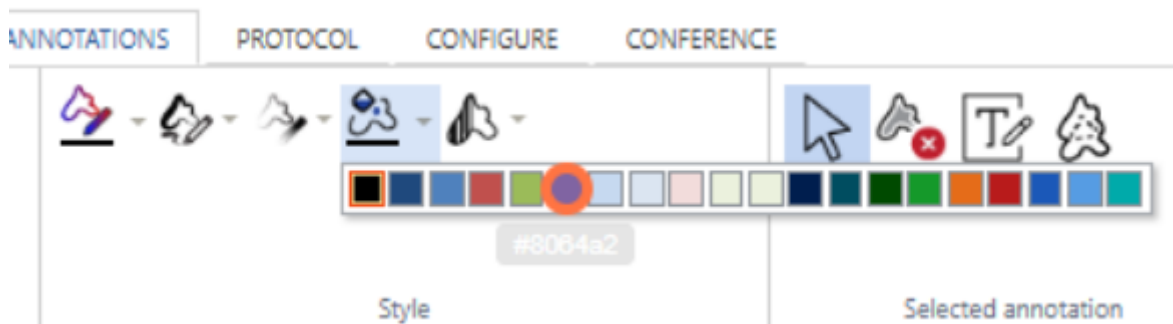 ANNOTATIONS PROTOCOL CONFIGURE CONFERENCE
T
#8064a2
Style Selected annotation